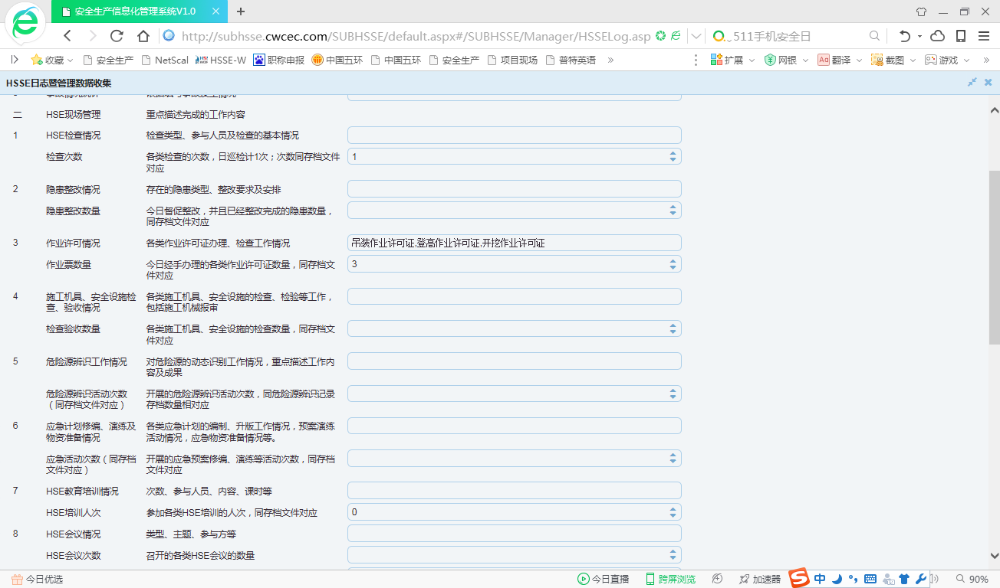 安全生产信息化管理系统V1.0
http://subhsse.cwcec.com/SUBHSSE/default.aspx#/SUBHSSE/Manager/HSSELog.asp
511手机安全日
收藏 安全生产 NetScal HSSE-W 职称申报 中国五环 中国五环 安全生产 项目现场 普特英语 » 扩展 网银 Aa 翻译 截图 游戏 »
HSSE日志暨管理数据收集
二 HSE现场管理 重点描述完成的工作内容
1 HSE检查情况 检查类型、参与人员及检查的基本情况
检查次数 各类检查的次数，日巡检计1次；次数同存档文件 1
对应
2 隐患整改情况 存在的隐患类型、整改要求及安排
隐患整改数量 今日督促整改，并且已经整改完成的隐患数量，
同存档文件对应
3 作业许可情况 各类作业许可证办理、检查工作情况 吊装作业许可证,登高作业许可证,开挖作业许可证
作业票数量 今日经手办理的各类作业许可证数量，同存档文 3
件对应
4 施工机具、安全设施检 各类施工机具、安全设施的检查、检验等工作，
查、验收情况 包括施工机械报审
检查验收数量 各类施工机具、安全设施的检查数量，同存档文
件对应
5 危险源辨识工作情况 对危险源的动态识别工作情况，重点描述工作内
容及成果
危险源辨识活动次数 开展的危险源辨识活动次数，同危险源辨识记录
（同存档文件对应） 存档数量相对应
6 应急计划修编、演练及 各类应急计划的编制、升版工作情况，预案演练
物资准备情况 活动情况，应急物资准备情况等。
应急活动次数（同存档 开展的应急预案修编、演练等活动次数，同存档
文件对应） 文件对应
7 HSE教育培训情况 次数、参与人员、内容、课时等
HSE培训人次 参加各类HSE培训的人次，同存档文件对应 0
8 HSE会议情况 类型、主题、参与方等
HSE会议次数 召开的各类HSE会议的数量
今日优选 今日直播 跨屏浏览 加速器 中 90%